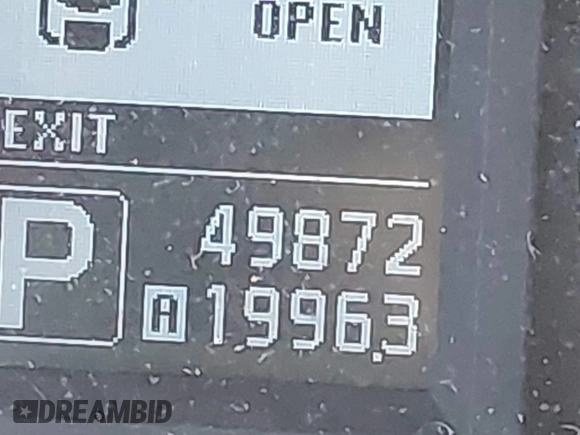 OPEN
EXIT
P
49872
A 1996.3
DREAMBID